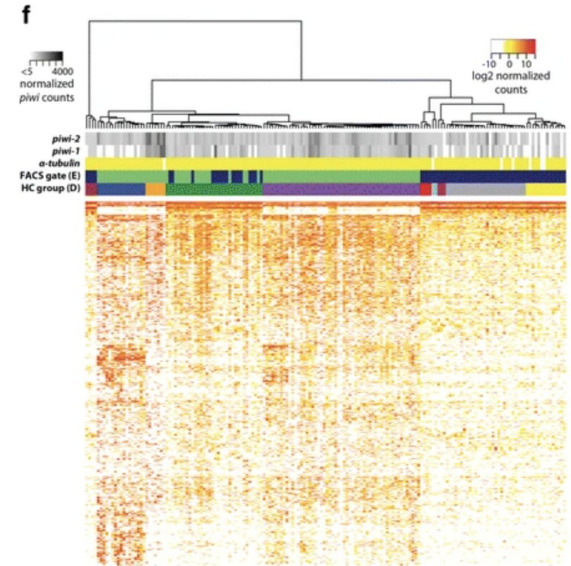 f
<5 4000
normalized
piwi counts
-10 0 10
log2 normalized
counts
piwi-2
piwi-1
α-tubulin
FACS gate (E)
HC group (D)